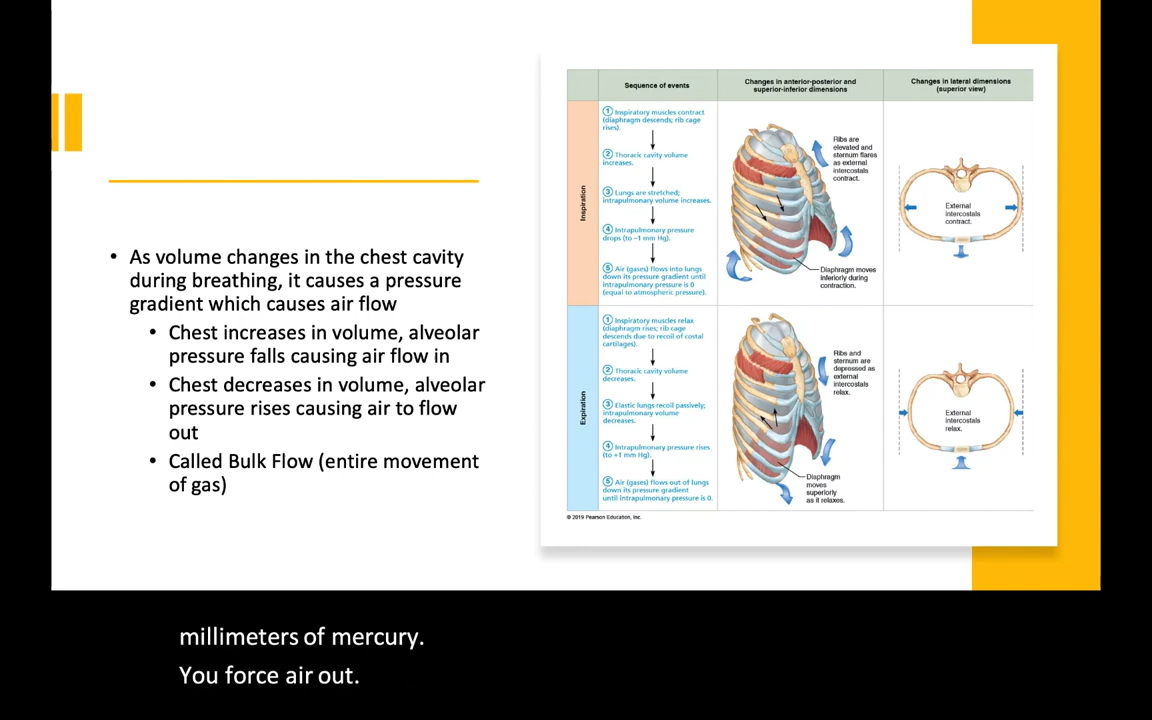 • As volume changes in the chest cavity
during breathing, it causes a pressure
gradient which causes air flow
• Chest increases in volume, alveolar
pressure falls causing air flow in
• Chest decreases in volume, alveolar
pressure rises causing air to flow
out
• Called Bulk Flow (entire movement
of gas)
Sequence of events
Changes in anterior-posterior and
superior-inferior dimensions
Changes in lateral dimensions
(superior view)
Inspiration
① Inspiratory muscles contract
(diaphragm descends; rib cage
rises).
② Thoracic cavity volume
increases.
③ Lungs are stretched;
intrapulmonary volume increases.
④ Intrapulmonary pressure
drops (to –1 mm Hg).
⑤ Air (gases) flows into lungs
down its pressure gradient until
intrapulmonary pressure is 0
(equal to atmospheric pressure).
Ribs are
elevated and
sternum flares
as external
intercostals
contract.
Diaphragm moves
inferiorly during
contraction.
External
intercostals
contract.
Expiration
① Inspiratory muscles relax
(diaphragm rises; rib cage
descends due to recoil of costal
cartilages).
② Thoracic cavity volume
decreases.
③ Elastic lungs recoil passively;
intrapulmonary volume
decreases.
④ Intrapulmonary pressure rises
(to +1 mm Hg).
⑤ Air (gases) flows out of lungs
down its pressure gradient
until intrapulmonary pressure is 0.
Ribs and
sternum are
depressed as
external
intercostals
relax.
Diaphragm
moves
superiorly
as it relaxes.
External
intercostals
relax.
© 2019 Pearson Education, Inc.
millimeters of mercury.
You force air out.